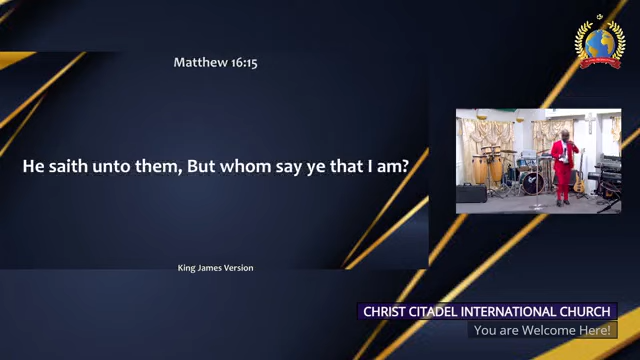 Matthew 16:15
He saith unto them, But whom say ye that I am?
King James Version
CHRIST CITADEL INTERNATIONAL CHURCH
You are Welcome Here!